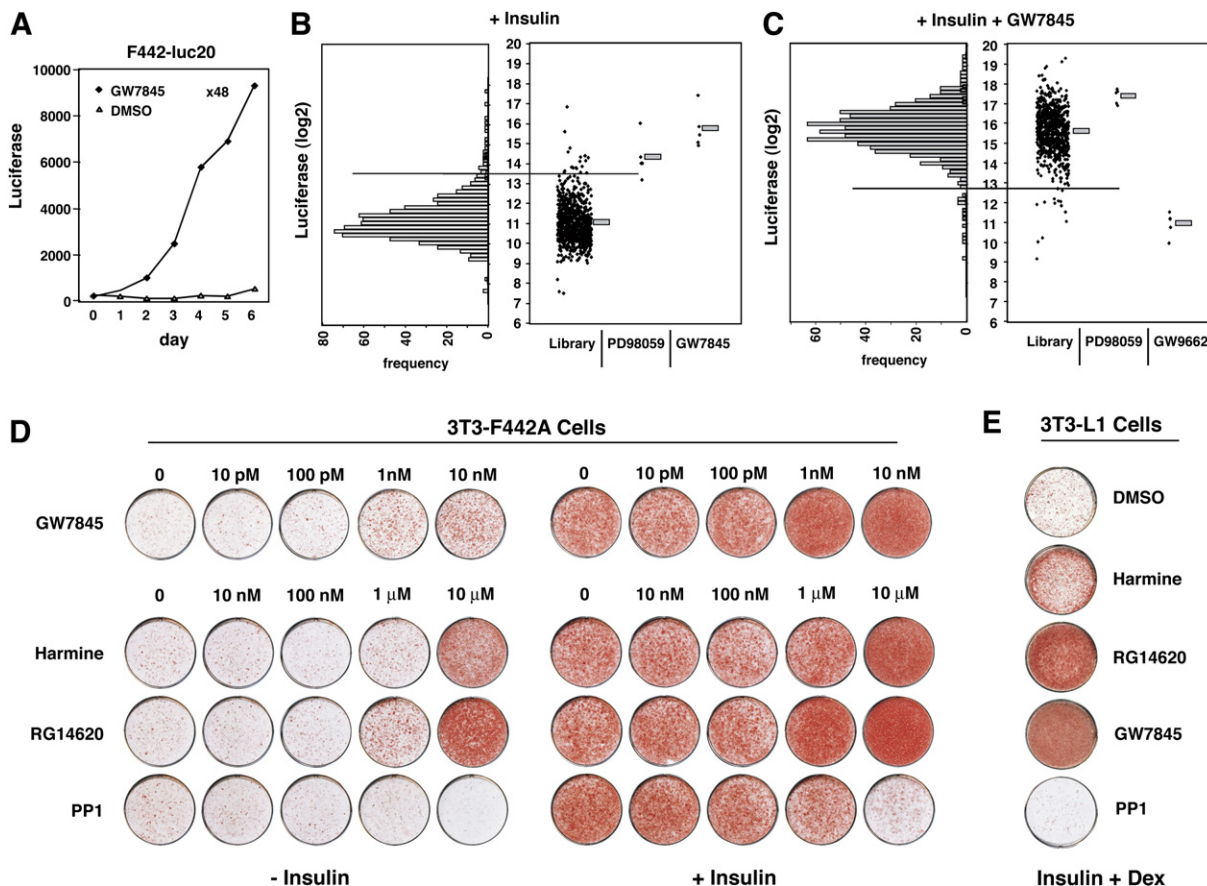 A
F442-luc20
10000
8000
6000
4000
2000
0
Luciferase
GW7845 x48
DMSO
0 1 2 3 4 5 6
day
B
+ Insulin
Luciferase (log2)
20
19
18
17
16
15
14
13
12
11
10
9
8
7
6
80 60 40 20 0
frequency
Library PD98059 GW7845
C
+ Insulin + GW7845
Luciferase (log2)
20
19
18
17
16
15
14
13
12
11
10
9
8
7
6
60 40 20 0
frequency
Library PD98059 GW9662
D
3T3-F442A Cells
0 10 pM 100 pM 1nM 10 nM 0 10 pM 100 pM 1nM 10 nM
GW7845
0 10 nM 100 nM 1 μM 10 μM 0 10 nM 100 nM 1 μM 10 μM
Harmine
RG14620
PP1
- Insulin + Insulin
E
3T3-L1 Cells
DMSO
Harmine
RG14620
GW7845
PP1
Insulin + Dex